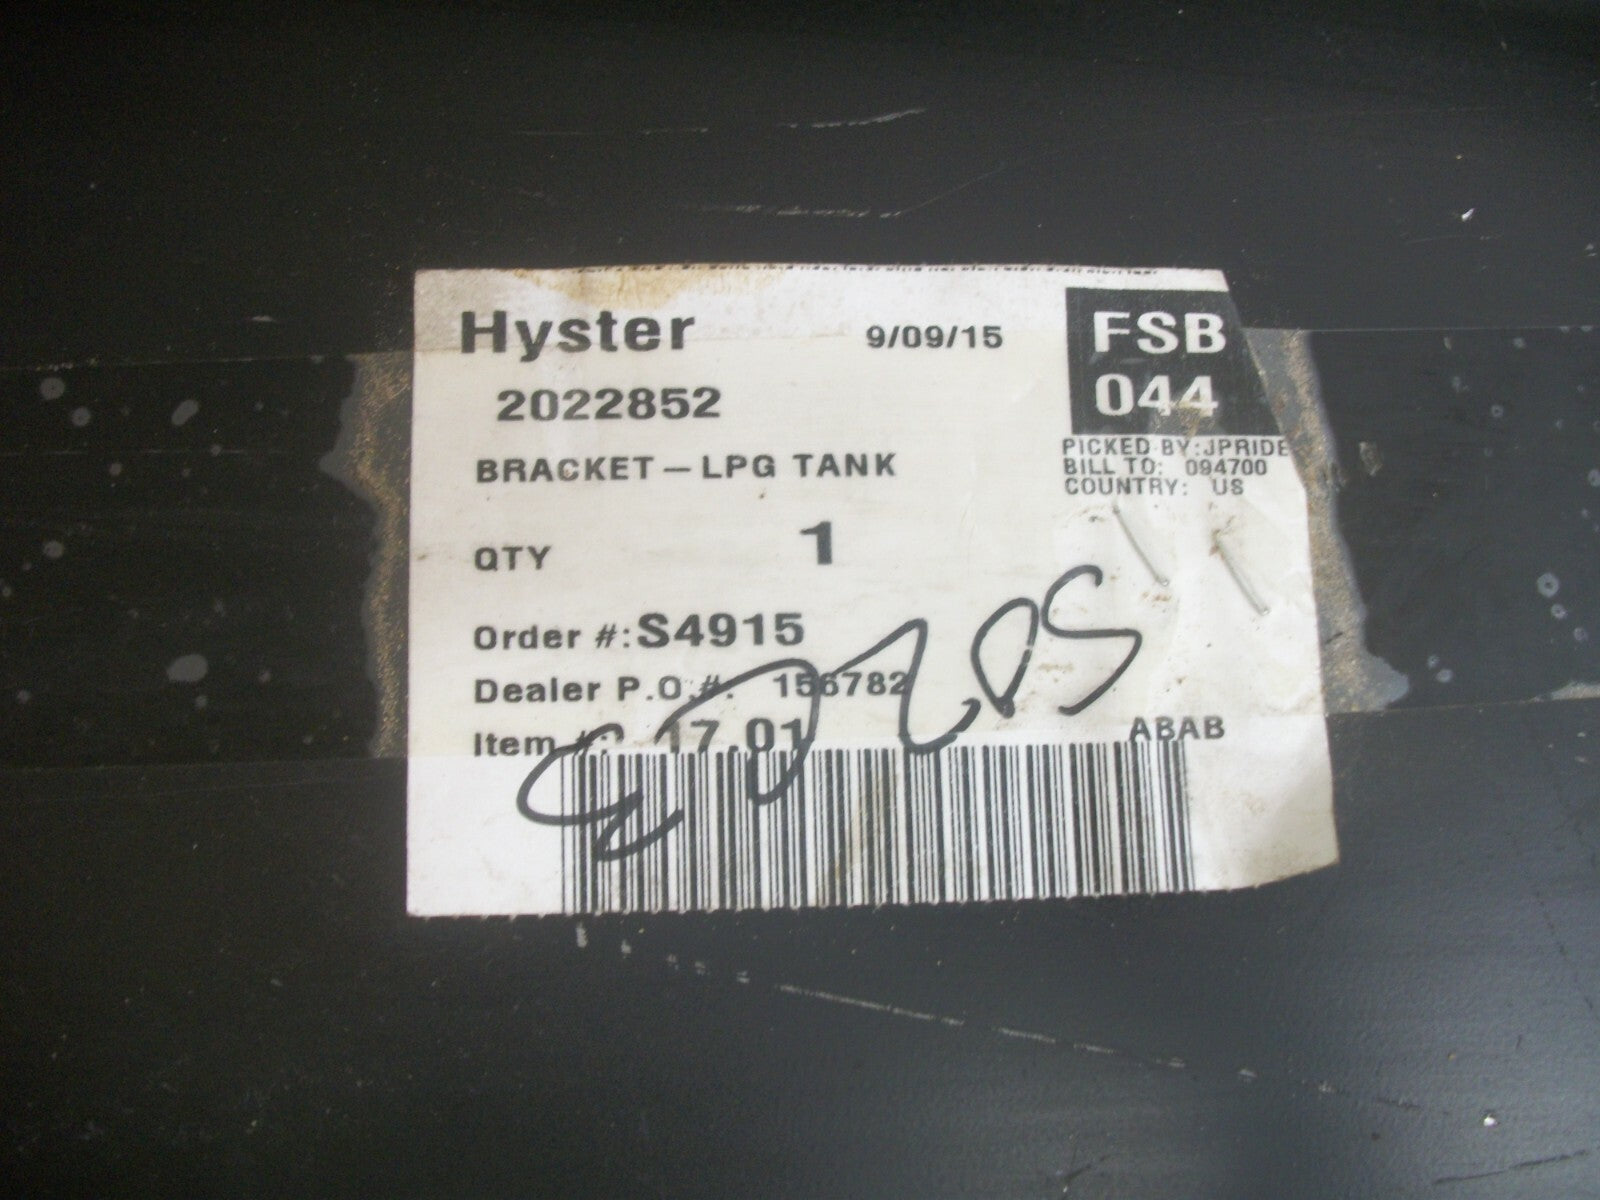 Hyster 9/09/15 FSB
2022852 044
BRACKET-LPG TANK
PICKED BY:JPRIDE
BILL TO: 094700
COUNTRY: US
QTY 1
Order #:S4915
Dealer P.O.#: 156782
Item #: 17.01 ABAB